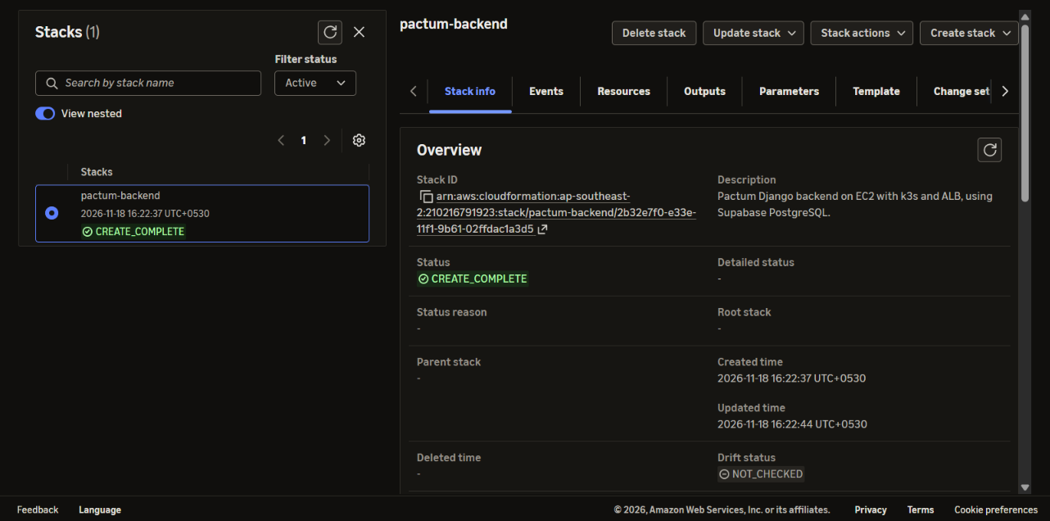 Stacks (1)
Filter status
Search by stack name
Active
View nested
1
Stacks
pactum-backend
2026-11-18 16:22:37 UTC+0530
CREATE_COMPLETE
pactum-backend
Delete stack
Update stack
Stack actions
Create stack
Stack info
Events
Resources
Outputs
Parameters
Template
Change set
Overview
Stack ID
arn:aws:cloudformation:ap-southeast-
2:210216791923:stack/pactum-backend/2b32e7f0-e33e-
11f1-9b61-02ffdac1a3d5
Description
Pactum Django backend on EC2 with k3s and ALB, using
Supabase PostgreSQL.
Status
CREATE_COMPLETE
Detailed status
-
Status reason
-
Root stack
-
Parent stack
-
Created time
2026-11-18 16:22:37 UTC+0530
Updated time
2026-11-18 16:22:44 UTC+0530
Deleted time
-
Drift status
NOT_CHECKED
Feedback
Language
© 2026, Amazon Web Services, Inc. or its affiliates.
Privacy
Terms
Cookie preferences